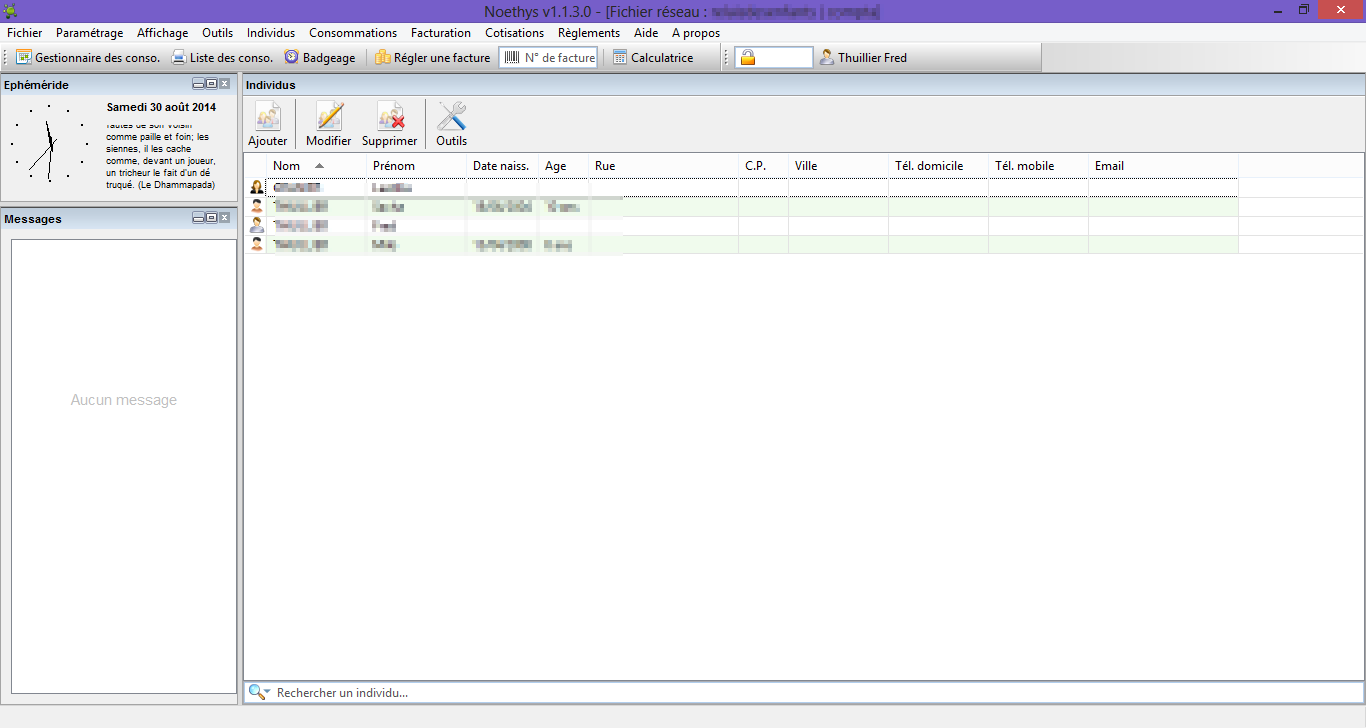 Noethys v1.1.3.0 - [Fichier réseau :
Fichier Paramétrage Affichage Outils Individus Consommations Facturation Cotisations Règlements Aide A propos
Gestionnaire des conso. Liste des conso. Badgeage Régler une facture N° de facture Calculatrice Thuillier Fred
Ephéméride
Samedi 30 août 2014
fautes de son voisin
comme paille et foin; les
siennes, il les cache
comme, devant un joueur,
un tricheur le fait d'un dé
truqué. (Le Dhammapada)
Messages
Aucun message
Individus
Ajouter Modifier Supprimer Outils
Nom Prénom Date naiss. Age Rue C.P. Ville Tél. domicile Tél. mobile Email
Rechercher un individu...